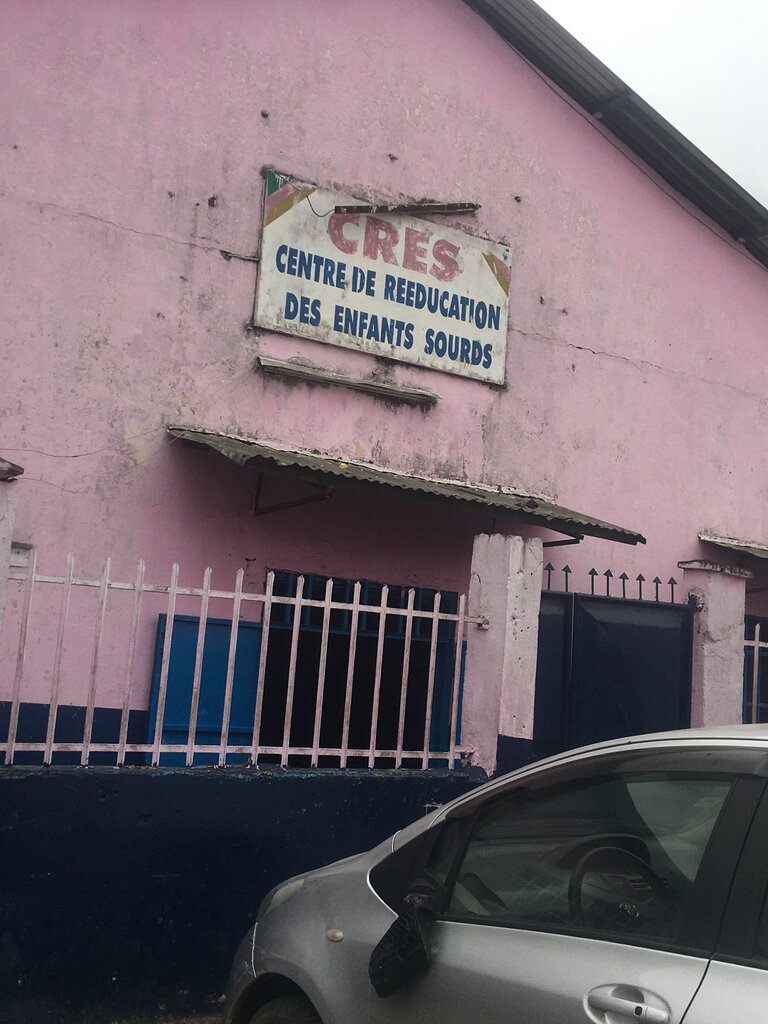 CRES
CENTRE DE REEDUCATION
DES ENFANTS SOURDS